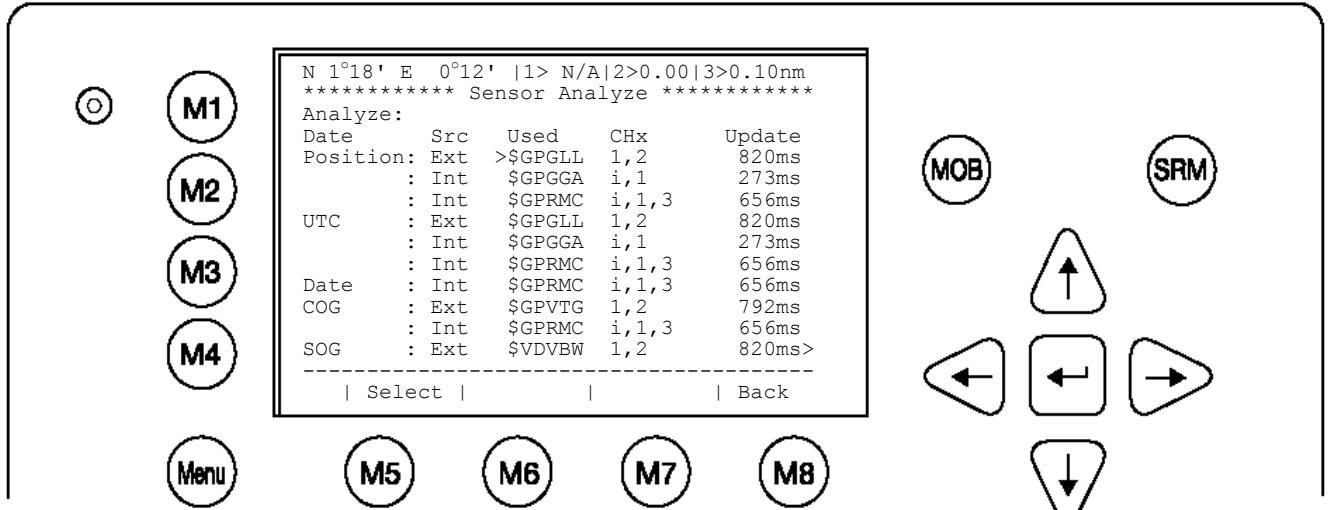 N 1°18' E 0°12' |1> N/A|2>0.00|3>0.10nm
************ Sensor Analyze ************
Analyze:
Date Src Used CHx Update
Position: Ext >$GPGLL 1,2 820ms
: Int $GPGGA i,1 273ms
: Int $GPRMC i,1,3 656ms
UTC : Ext $GPGLL 1,2 820ms
: Int $GPGGA i,1 273ms
: Int $GPRMC i,1,3 656ms
Date : Int $GPRMC i,1,3 656ms
COG : Ext $GPVTG 1,2 792ms
: Int $GPRMC i,1,3 656ms
SOG : Ext $VDVBW 1,2 820ms>
-----------------------------------------
| Select | | | Back
M1
M2
M3
M4
MOB
SRM
Menu
M5
M6
M7
M8